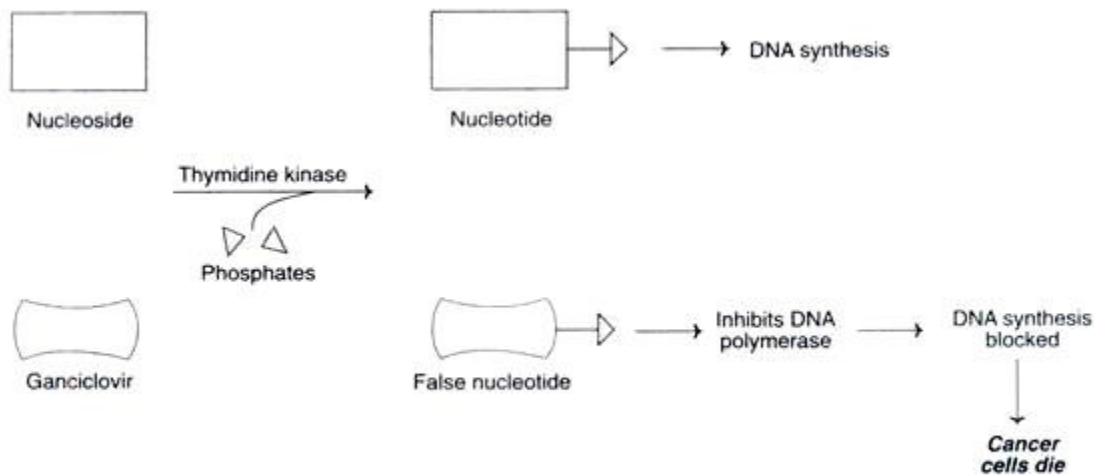 DNA synthesis
Nucleoside
Nucleotide
Thymidine kinase
Phosphates
Inhibits DNA
polymerase
DNA synthesis
blocked
Ganciclovir
False nucleotide
Cancer
cells die